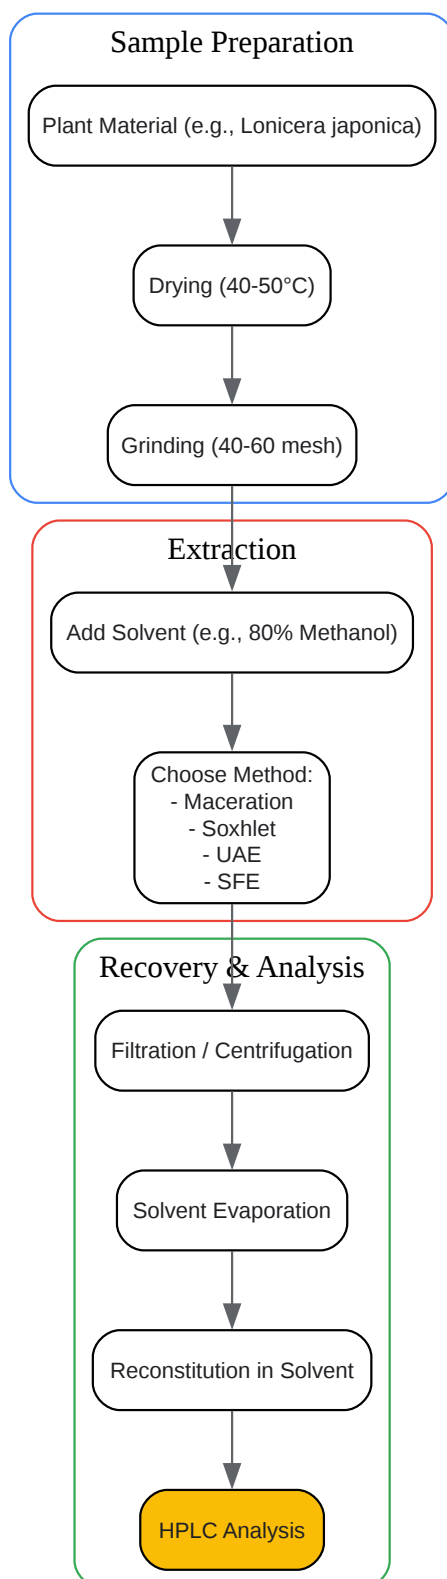 Sample Preparation
Plant Material (e.g., Lonicera japonica)
Drying (40-50°C)
Grinding (40-60 mesh)
Extraction
Add Solvent (e.g., 80% Methanol)
Choose Method:
- Maceration
- Soxhlet
- UAE
- SFE
Recovery & Analysis
Filtration / Centrifugation
Solvent Evaporation
Reconstitution in Solvent
HPLC Analysis